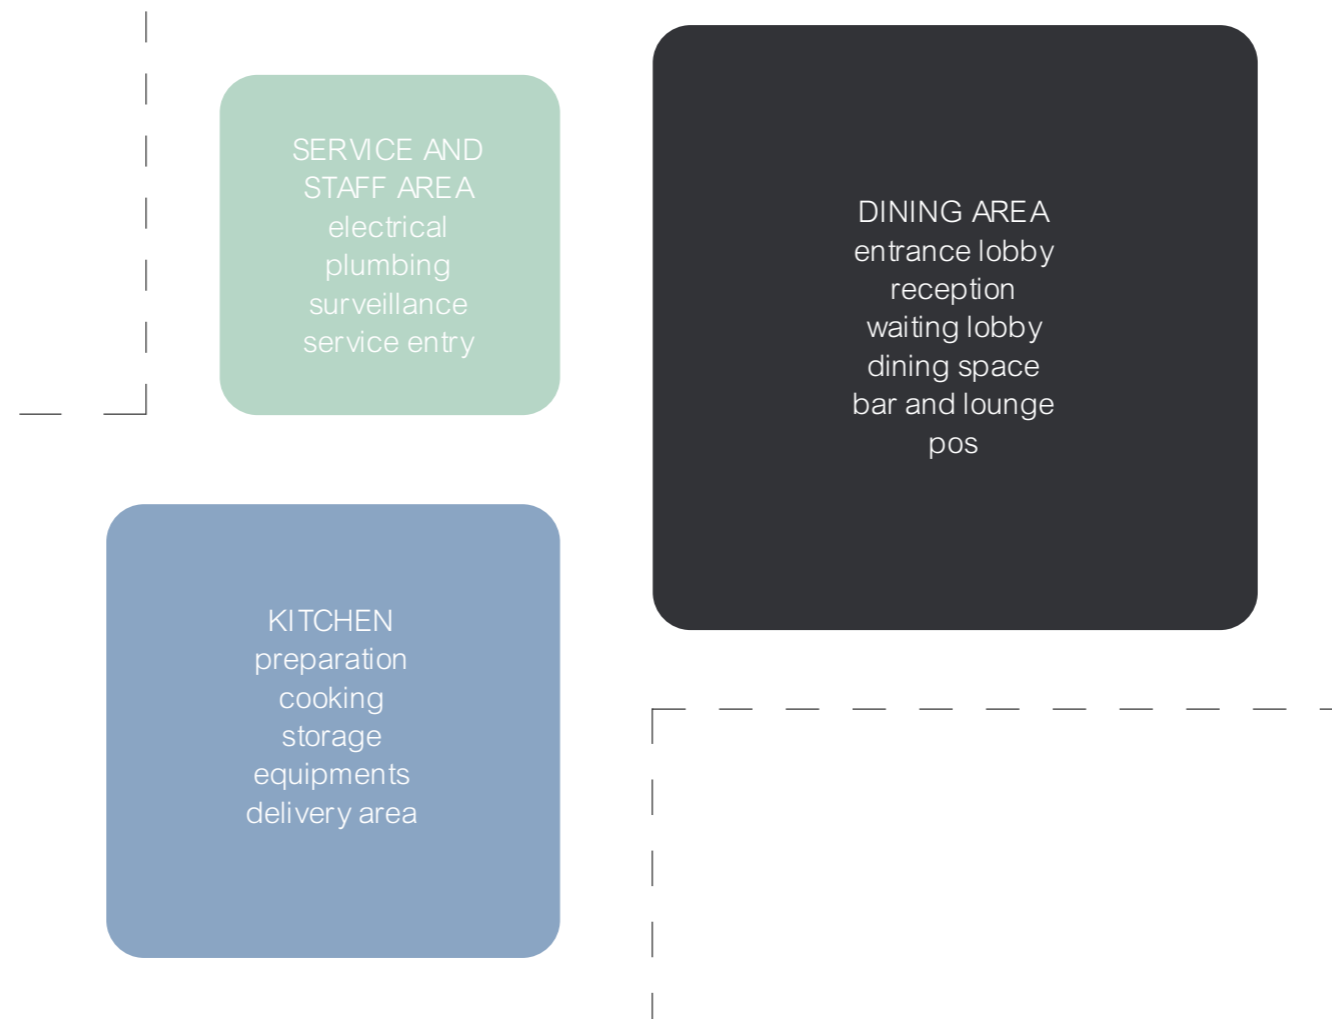 SERVICE AND
STAFF AREA
electrical
plumbing
surveillance
service entry
DINING AREA
entrance lobby
reception
waiting lobby
dining space
bar and lounge
pos
KITCHEN
preparation
cooking
storage
equipments
delivery area